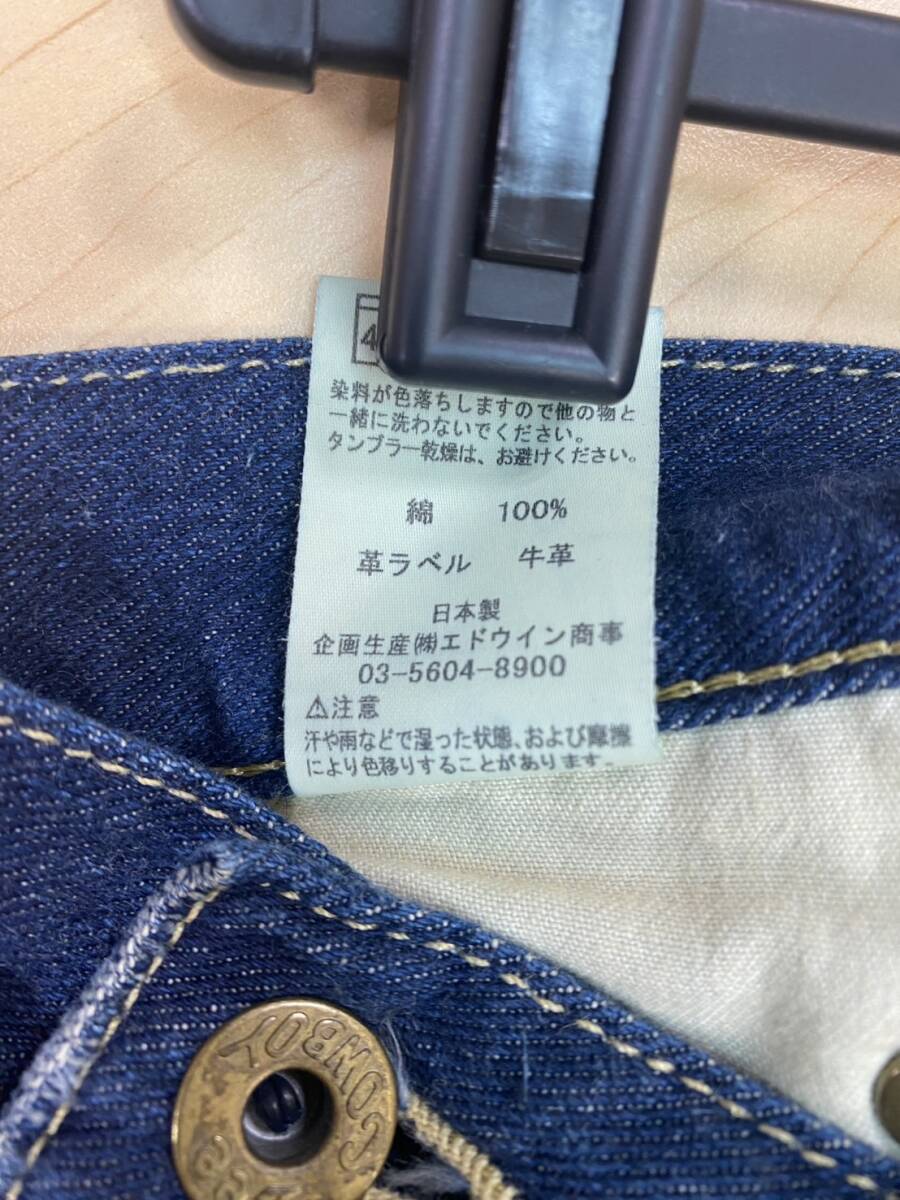 染料が色落ちしますので他の物と
一緒に洗わないでください。
タンブラー乾燥は、お避けください。
綿 100%
革ラベル 牛革
日本製
企画生産㈱エドウイン商事
03-5604-8900
⚠注意
汗や雨などで湿った状態、および摩擦
により色移りすることがあります。
COWBOY